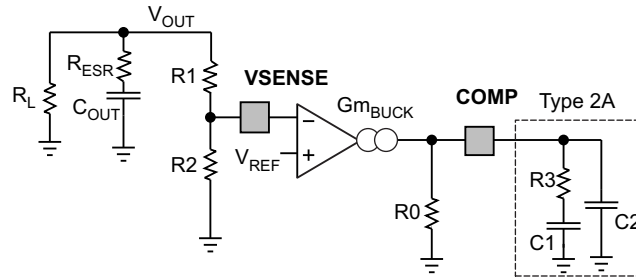 VOUT
RESR
R1
VSENSE
GmBUCK
COMP
Type 2A
RL
COUT
−
R2
VREF
+
R0
R3
C1
C2